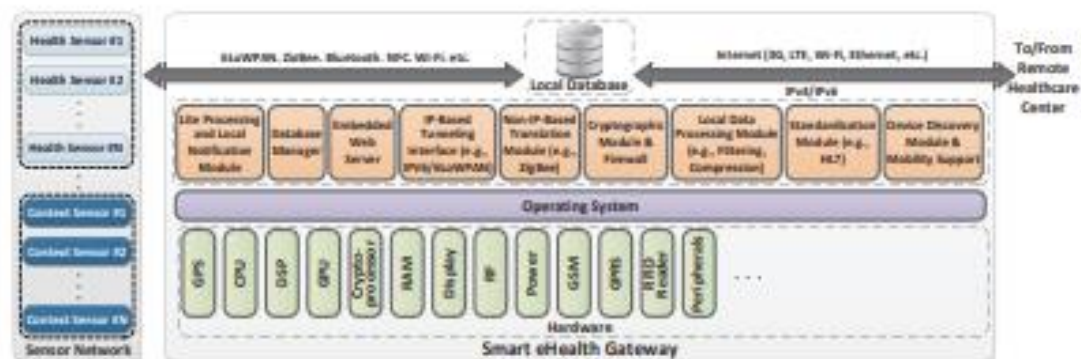 Health Sensor #1
Health Sensor #2
Health Sensor #N
Context Sensor #1
Context Sensor #2
Context Sensor #N
Sensor Network
6LoWPAN, ZigBee, Bluetooth, NFC, Wi-Fi, etc.
Local Database
Internet (3G, LTE, Wi-Fi, Ethernet, etc.)
IPv4/IPv6
To/From
Remote
Healthcare
Center
Lite Processing
and Local
Notification
Module
Database
Manager
Embedded
Web
Server
IP-Based
Tunneling
Interface (e.g.,
IPV6/6LoWPAN)
Non-IP-Based
Translation
Module (e.g.,
ZigBee)
Cryptographic
Module &
Firewall
Local Data
Processing Module
(e.g., Filtering,
Compression)
Standardisation
Module (e.g.,
HL7)
Device Discovery
Module &
Mobility Support
Operating System
GPS
CPU
DSP
GPU
Crypto-
processor
RAM
Display
RF
Power
GSM
GPRS
Reader
Peripherals
. . .
Hardware
Smart eHealth Gateway